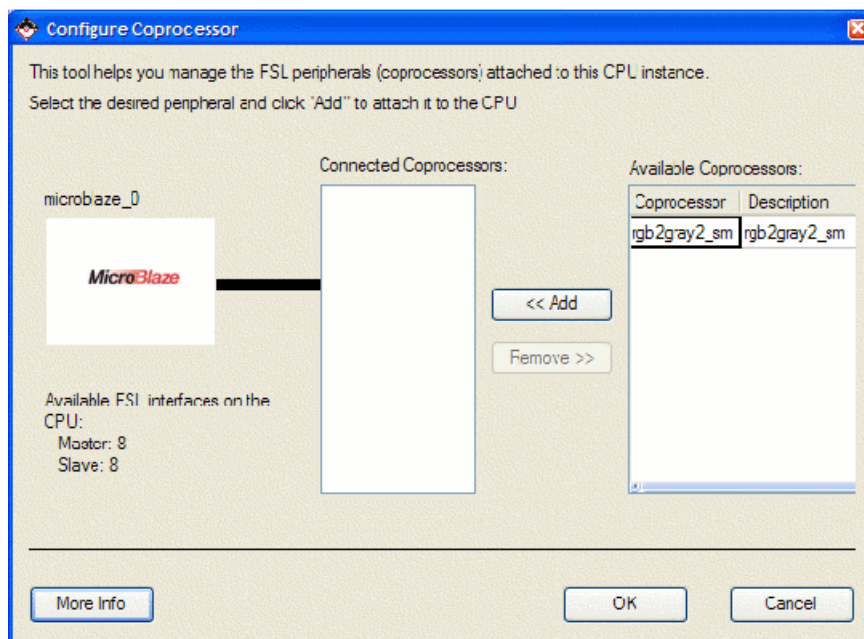 Configure Coprocessor
This tool helps you manage the FSL peripherals (coprocessors) attached to this CPU instance.
Select the desired peripheral and click "Add" to attach it to the CPU
Connected Coprocessors:
Available Coprocessors:
microbaze_0
Coprocessor Description
rgb2gray2_sm rgb2gray2_sm
MicroBlaze
<< Add
Remove >>
Available FSL interfaces on the
CPU:
Master: 8
Slave: 8
More Info
OK
Cancel